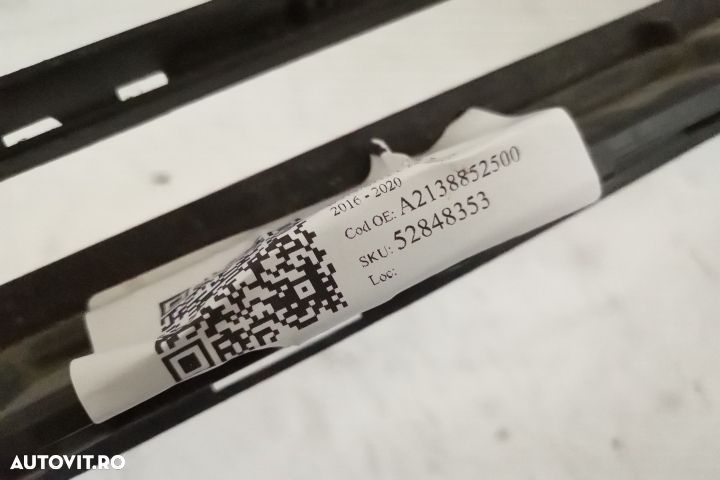 2016 - 2020
Cod OE: A2138852500
SKU: 52848353
Loc:
AUTOVIT.RO